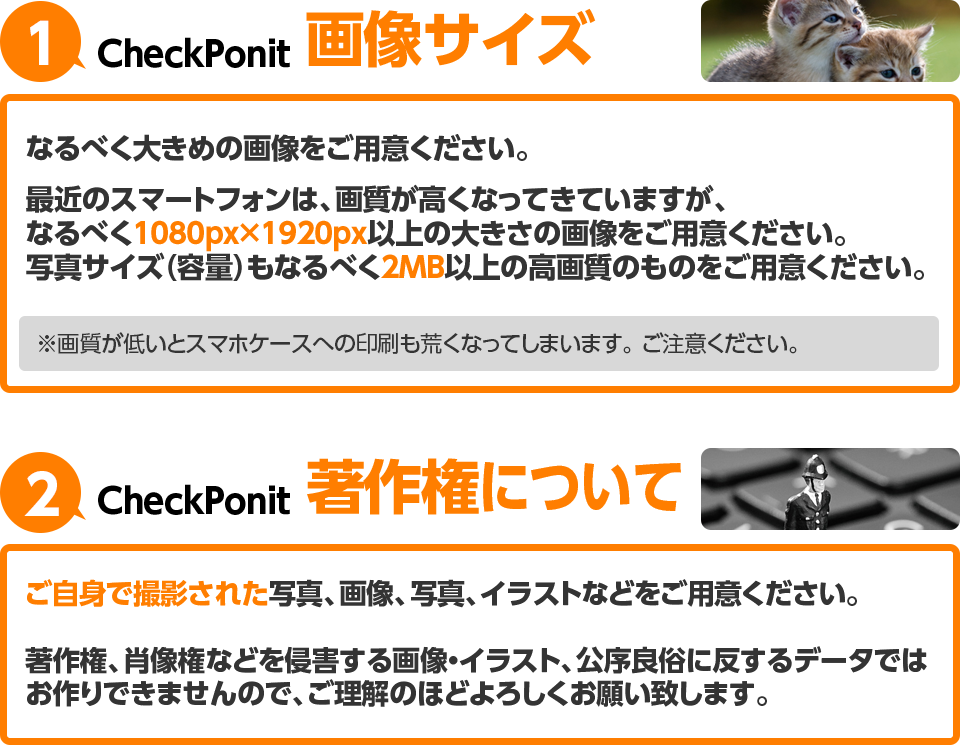 1 CheckPonit 画像サイズ
なるべく大きめの画像をご用意ください。
最近のスマートフォンは、画質が高くなってきていますが、
なるべく1080px×1920px以上の大きさの画像をご用意ください。
写真サイズ（容量）もなるべく2MB以上の高画質のものをご用意ください。
※画質が低いとスマホケースへの印刷も荒くなってしまいます。ご注意ください。
2 CheckPonit 著作権について
ご自身で撮影された写真、画像、写真、イラストなどをご用意ください。
著作権、肖像権などを侵害する画像・イラスト、公序良俗に反するデータでは
お作りできませんので、ご理解のほどよろしくお願い致します。